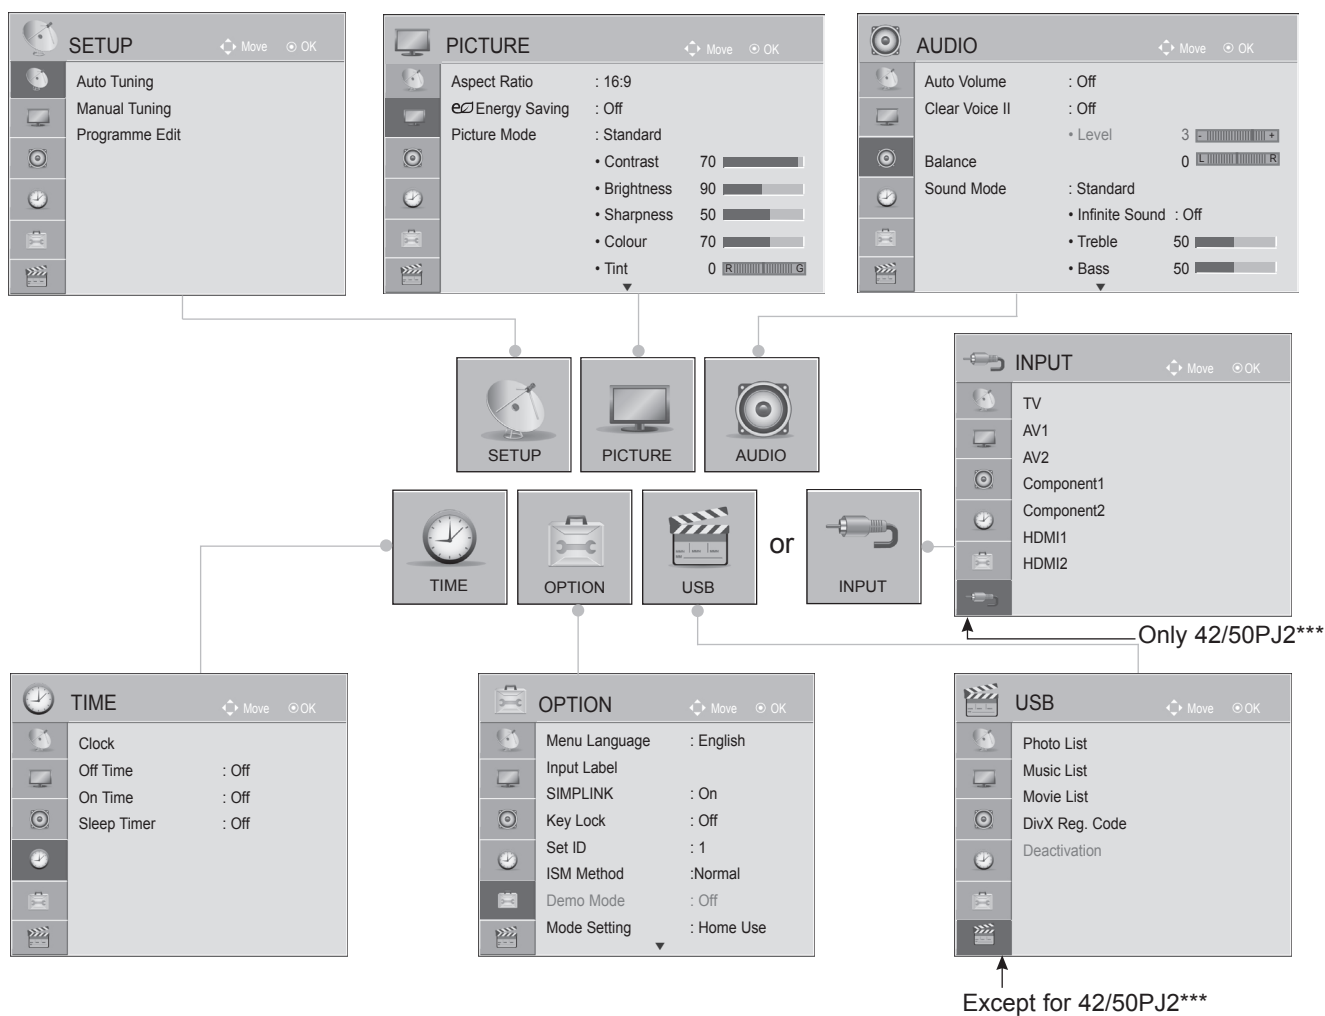 SETUP Move OK
Auto Tuning
Manual Tuning
Programme Edit
PICTURE Move OK
Aspect Ratio : 16:9
Energy Saving : Off
Picture Mode : Standard
• Contrast 70
• Brightness 90
• Sharpness 50
• Colour 70
• Tint 0 R G
AUDIO Move OK
Auto Volume : Off
Clear Voice II : Off
• Level 3 - +
Balance 0 L R
Sound Mode : Standard
• Infinite Sound : Off
• Treble 50
• Bass 50
SETUP
PICTURE
AUDIO
TIME
OPTION
USB
or
INPUT
INPUT Move OK
TV
AV1
AV2
Component1
Component2
HDMI1
HDMI2
Only 42/50PJ2***
TIME Move OK
Clock
Off Time : Off
On Time : Off
Sleep Timer : Off
OPTION Move OK
Menu Language : English
Input Label
SIMPLINK : On
Key Lock : Off
Set ID : 1
ISM Method :Normal
Demo Mode : Off
Mode Setting : Home Use
USB Move OK
Photo List
Music List
Movie List
DivX Reg. Code
Deactivation
Except for 42/50PJ2***